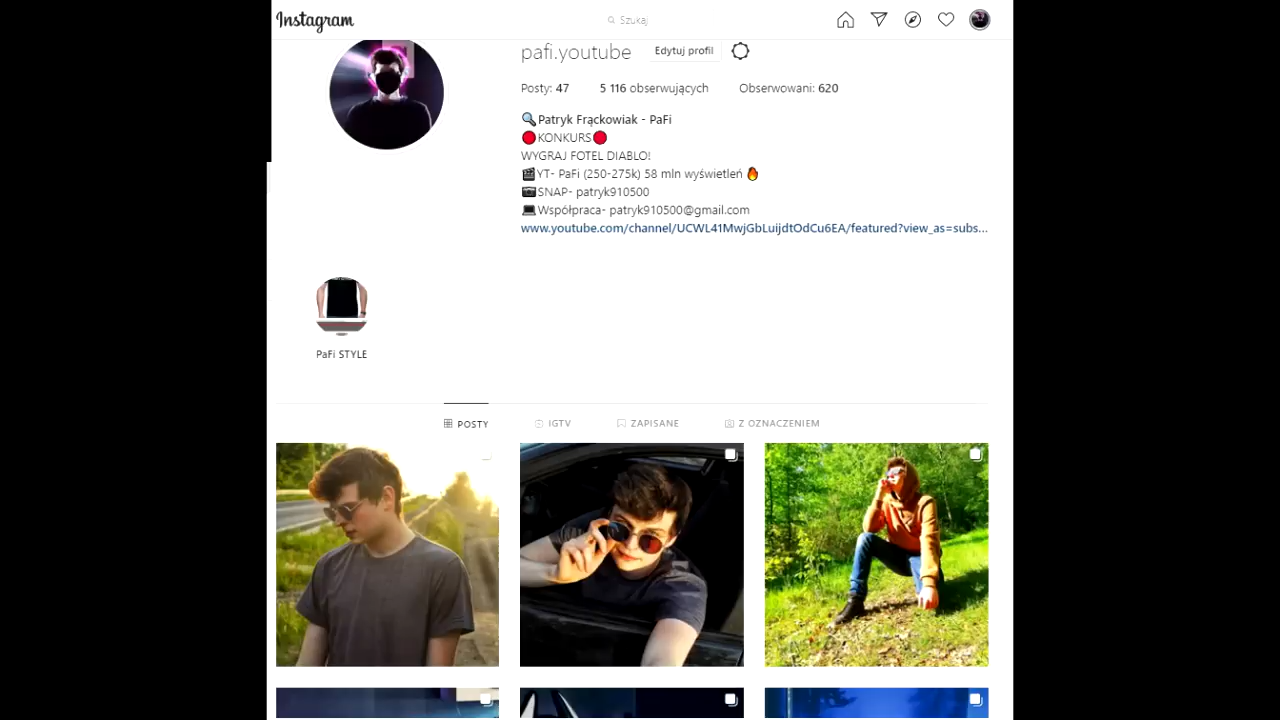 Instagram
Szukaj
pafi.youtube
Edytuj profil
Posty: 47
5 116 obserwujących
Obserwowani: 620
Patryk Frąckowiak - PaFi
KONKURS
WYGRAJ FOTEL DIABLO!
YT- PaFi (250-275k) 58 mln wyświetleń
SNAP- patryk910500
Współpraca- patryk910500@gmail.com
www.youtube.com/channel/UCWL41MwjGbLuijdtOdCu6EA/featured?view_as=subs...
PaFi STYLE
POSTY
IGTV
ZAPISANE
Z OZNACZENIEM